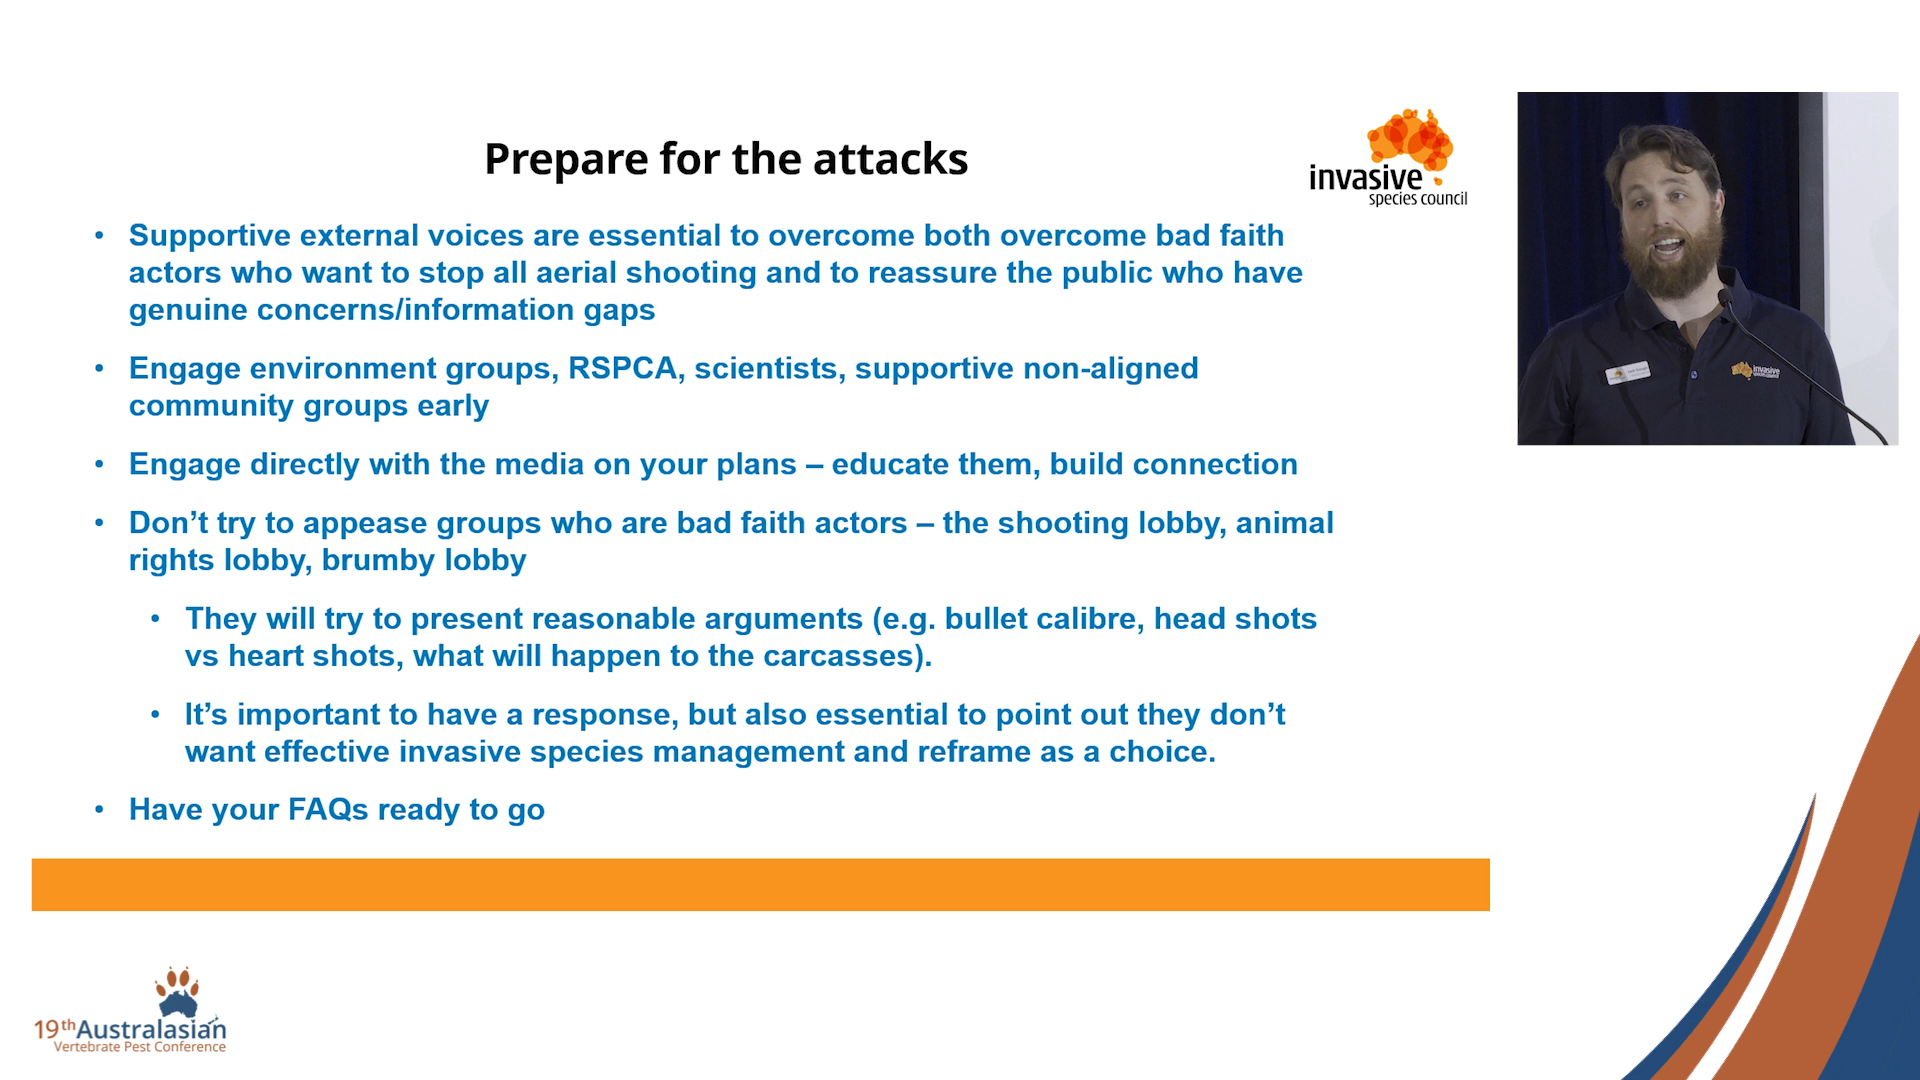 Prepare for the attacks
invasive
species council
• Supportive external voices are essential to overcome both overcome bad faith
actors who want to stop all aerial shooting and to reassure the public who have
genuine concerns/information gaps
• Engage environment groups, RSPCA, scientists, supportive non-aligned
community groups early
• Engage directly with the media on your plans – educate them, build connection
• Don’t try to appease groups who are bad faith actors – the shooting lobby, animal
rights lobby, brumby lobby
• They will try to present reasonable arguments (e.g. bullet calibre, head shots
vs heart shots, what will happen to the carcasses).
• It’s important to have a response, but also essential to point out they don’t
want effective invasive species management and reframe as a choice.
• Have your FAQs ready to go
invasive
species council
19th Australasian
Vertebrate Pest Conference